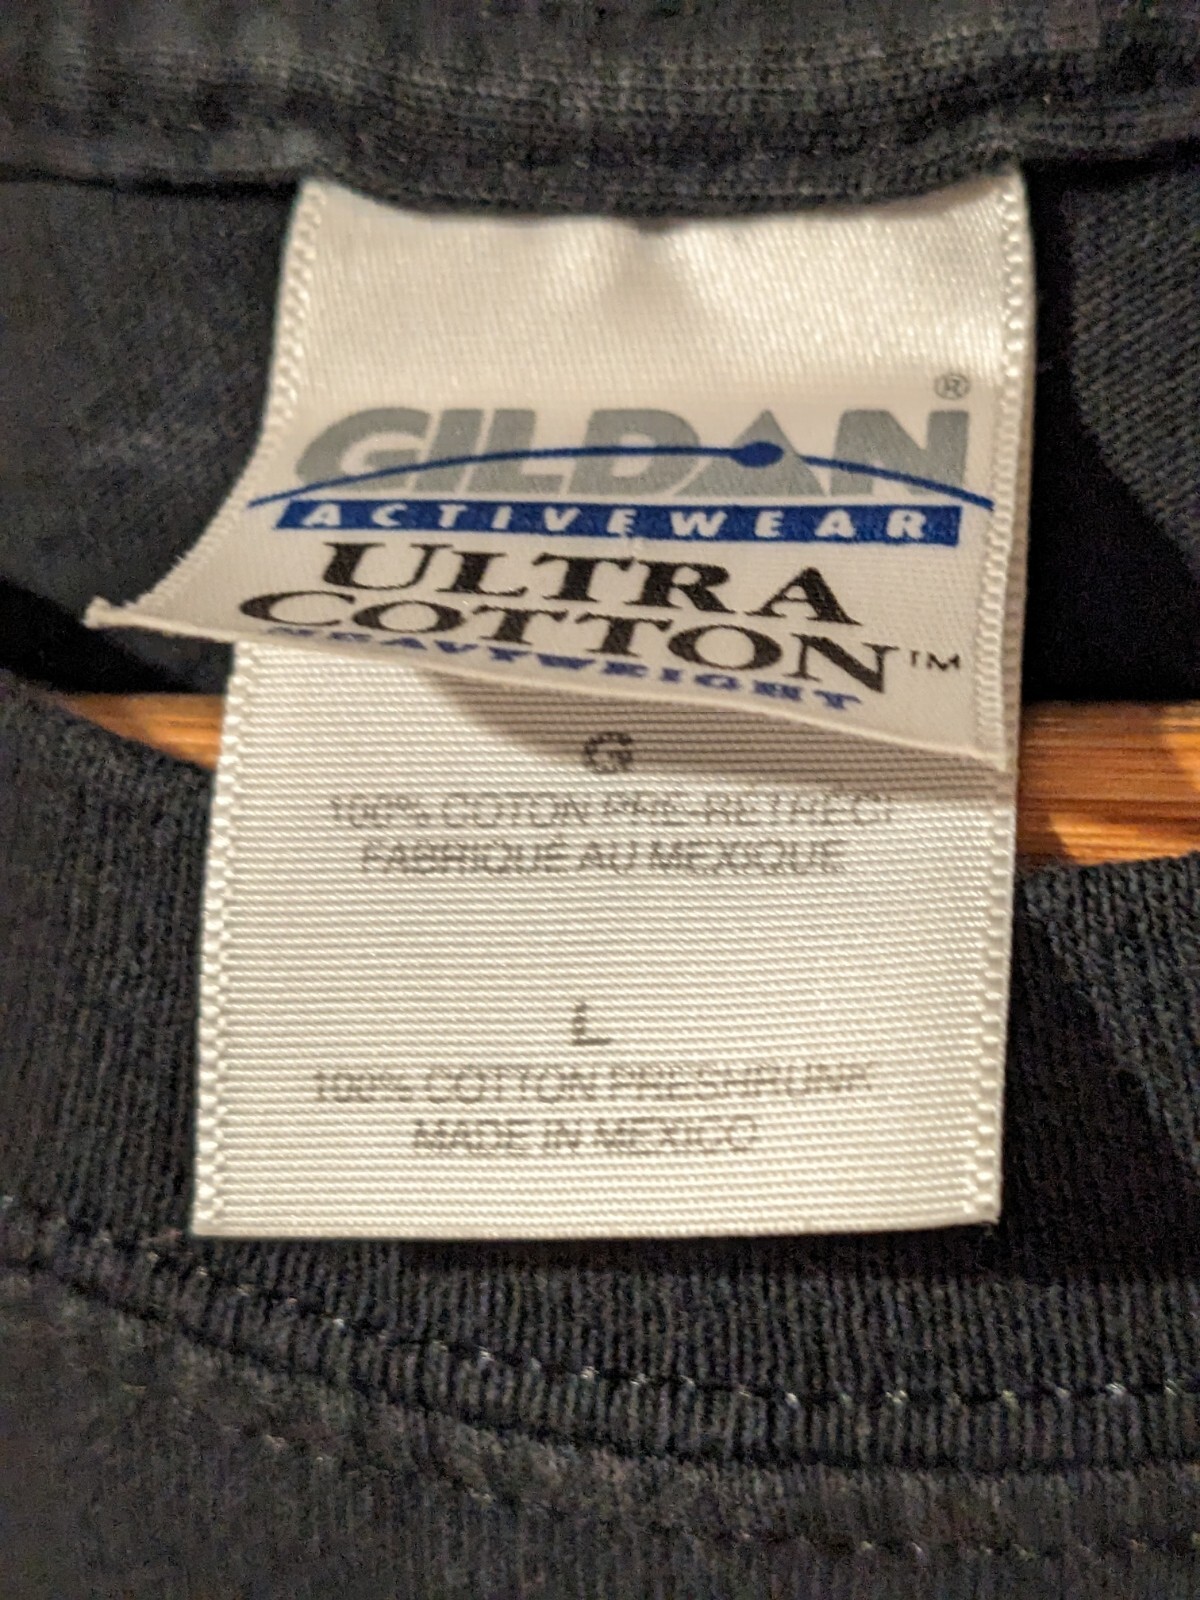 GILDAN®
ACTIVEWEAR
ULTRA
COTTON™
HEAVYWEIGHT
G
100% COTON PRÉ-RÉTRÉCI
FABRIQUÉ AU MEXIQUE
L
100% COTTON PRESHRUNK
MADE IN MEXICO